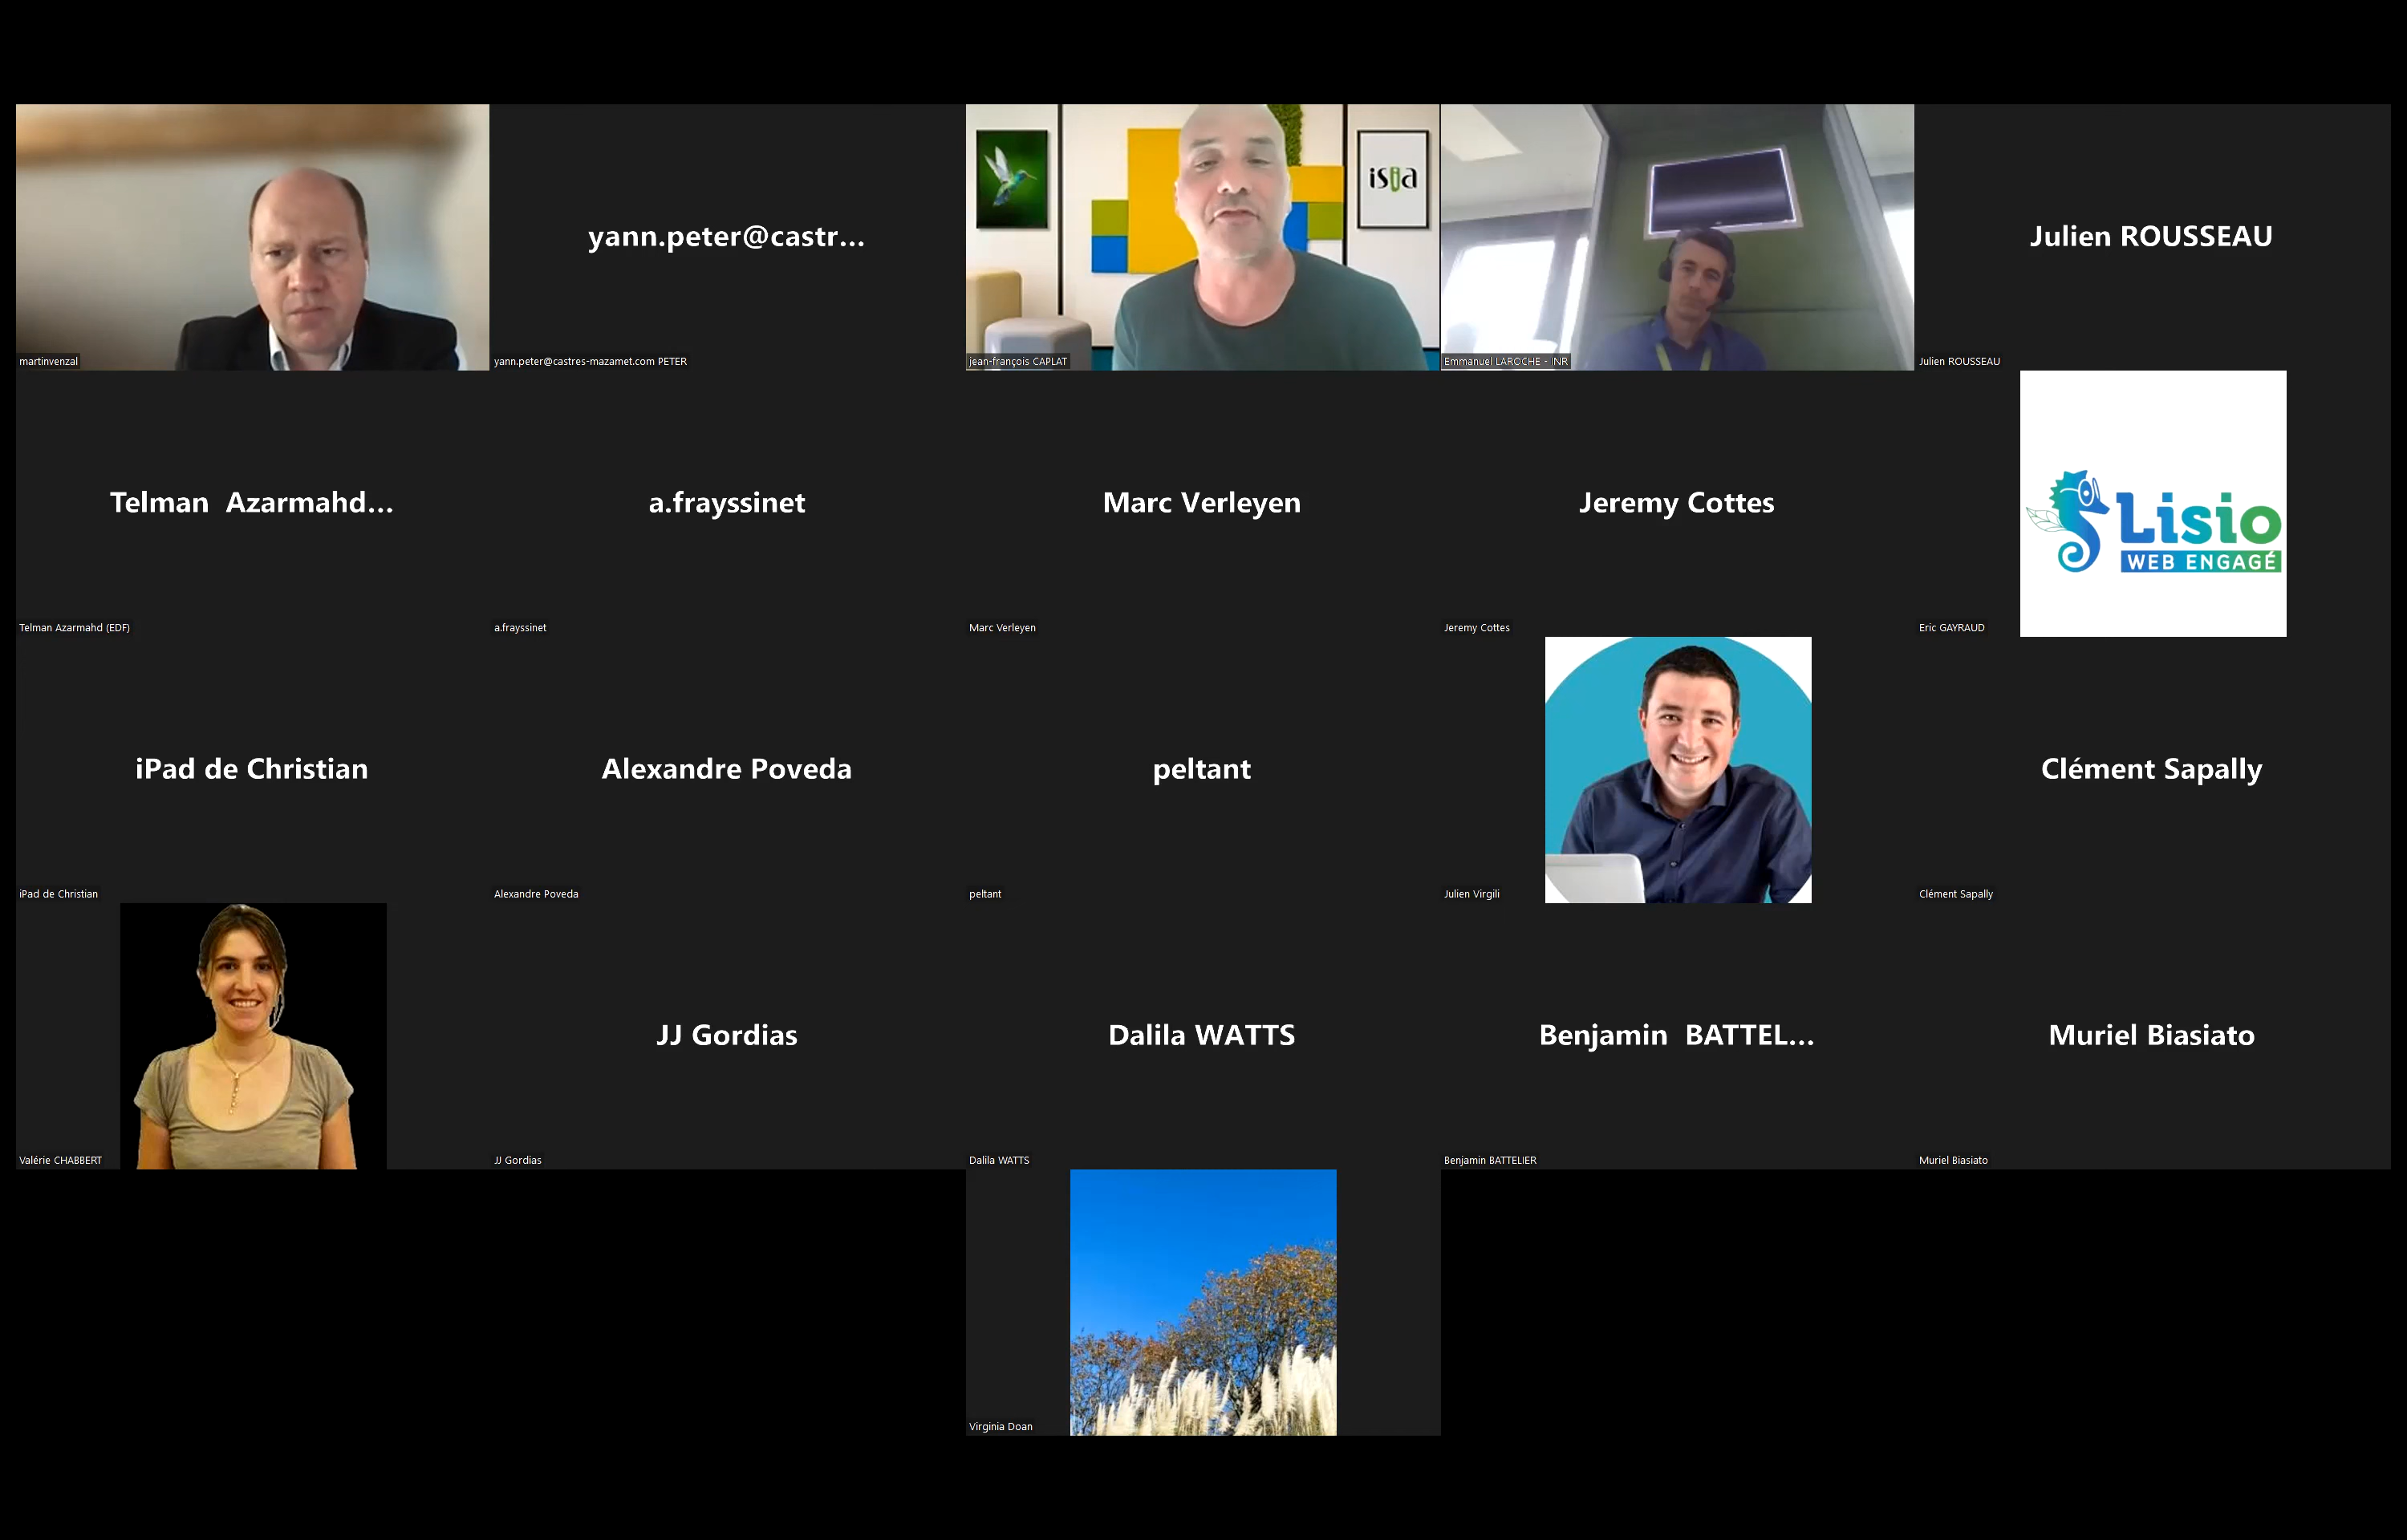 martinvenzal
yann.peter@castr...
yann.peter@castres-mazamet.com PETER
isia
jean-françois CAPLAT
Emmanuel LAROCHE - INR
Julien ROUSSEAU
Julien ROUSSEAU
Telman Azarmahd...
Telman Azarmahd (EDF)
a.frayssinet
a.frayssinet
Marc Verleyen
Marc Verleyen
Jeremy Cottes
Jeremy Cottes
Lisio
WEB ENGAGÉ
Eric GAYRAUD
iPad de Christian
iPad de Christian
Alexandre Poveda
Alexandre Poveda
peltant
peltant
Julien Virgili
Clément Sapally
Clément Sapally
Valérie CHABBERT
JJ Gordias
JJ Gordias
Dalila WATTS
Dalila WATTS
Benjamin BATTEL...
Benjamin BATTELIER
Muriel Biasiato
Muriel Biasiato
Virginia Doan